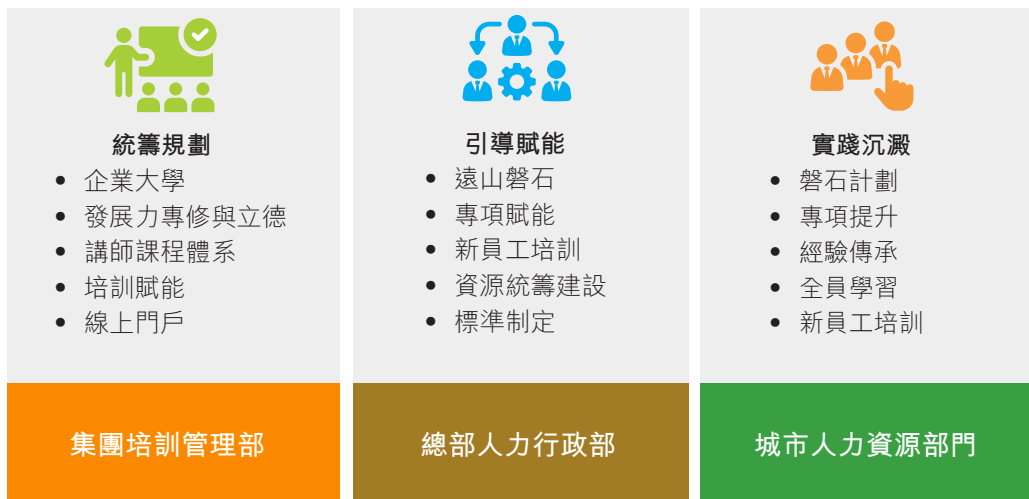 統籌規劃
• 企業大學
• 發展力專修與立德
• 講師課程體系
• 培訓賦能
• 線上門戶
集團培訓管理部
引導賦能
• 遠山磐石
• 專項賦能
• 新員工培訓
• 資源統籌建設
• 標準制定
總部人力行政部
實踐沉澱
• 磐石計劃
• 專項提升
• 經驗傳承
• 全員學習
• 新員工培訓
城市人力資源部門